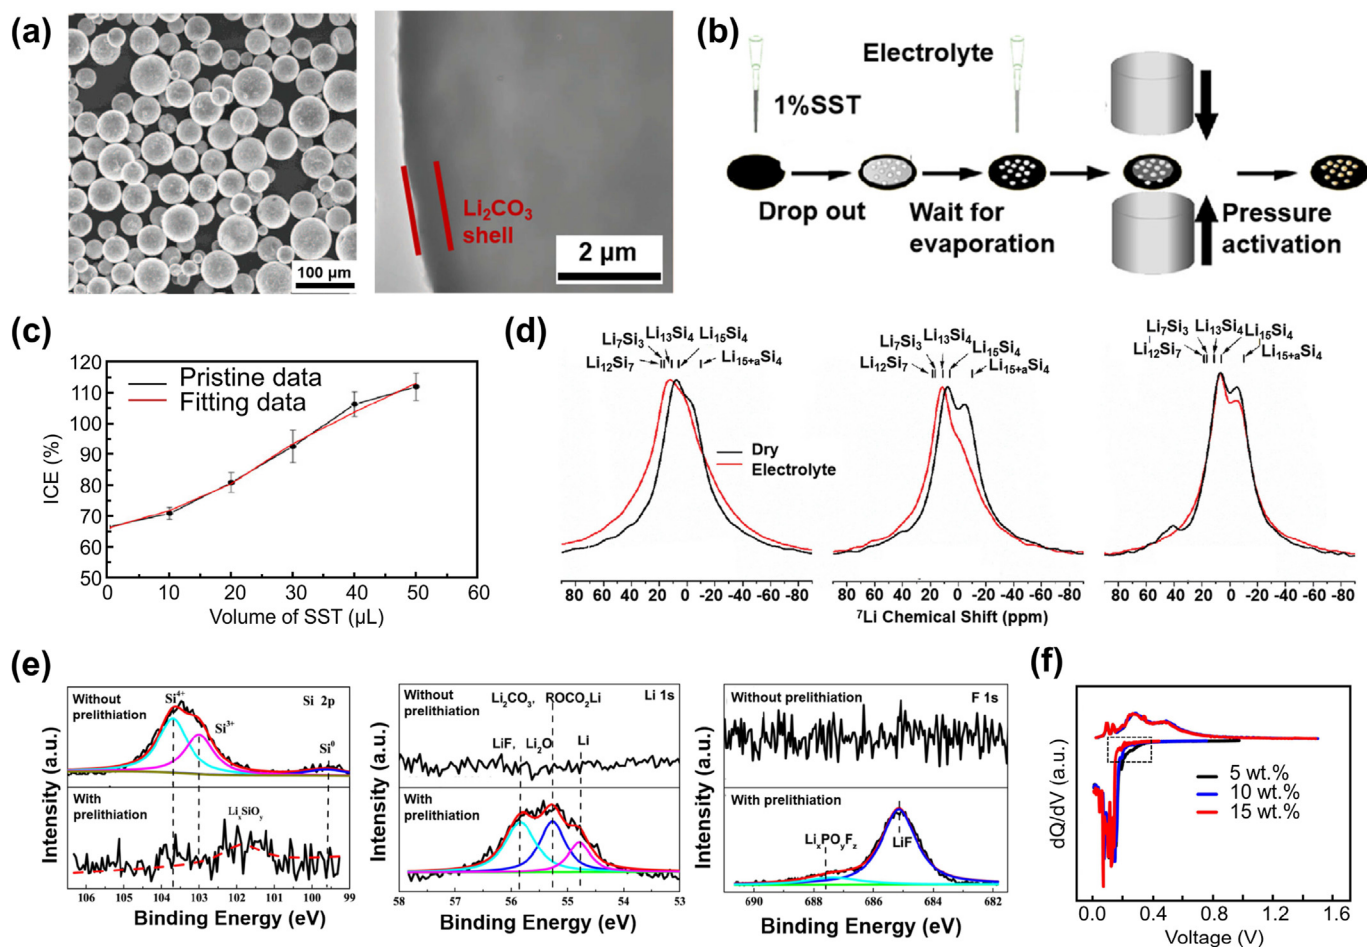 (a)
100 μm
Li₂CO₃
shell
2 μm
(b)
Electrolyte
1%SST
Drop out
Wait for
evaporation
Pressure
activation
(c)
120
110
100
90
80
70
60
50
ICE (%)
Pristine data
Fitting data
0 10 20 30 40 50 60
Volume of SST (μL)
(d)
Li₁₃Si₄ Li₁₅Si₄
Li₇Si₃
Li₁₂Si₇ Li₁₅₊ₐSi₄
Li₁₃Si₄
Li₇Si₃ Li₁₅Si₄
Li₁₂Si₇ Li₁₅₊ₐSi₄
Li₇Si₃ Li₁₃Si₄ Li₁₅Si₄
Li₁₂Si₇ Li₁₅₊ₐSi₄
Dry
Electrolyte
80 60 40 20 0 -20 -40 -60 -80
80 60 40 20 0 -20 -40 -60 -80
80 60 40 20 0 -20 -40 -60 -80
⁷Li Chemical Shift (ppm)
(e)
Intensity (a.u.)
Without
prelithiation
Si⁴⁺
Si 2p
Si³⁺
Si⁰
With
prelithiation
LiₓSiOᵧ
106 105 104 103 102 101 100 99
Binding Energy (eV)
Intensity (a.u.)
Without
prelithiation
Li₂CO₃, ROCO₂Li
Li 1s
LiF, Li₂O
Li
With
prelithiation
58 57 56 55 54 53
Binding Energy (eV)
Intensity (a.u.)
Without prelithiation
F 1s
With prelithiation
LiₓPOᵧF_z
LiF
690 688 686 684 682
Binding Energy (eV)
(f)
dQ/dV (a.u.)
5 wt.%
10 wt.%
15 wt.%
0.0 0.4 0.8 1.2 1.6
Voltage (V)